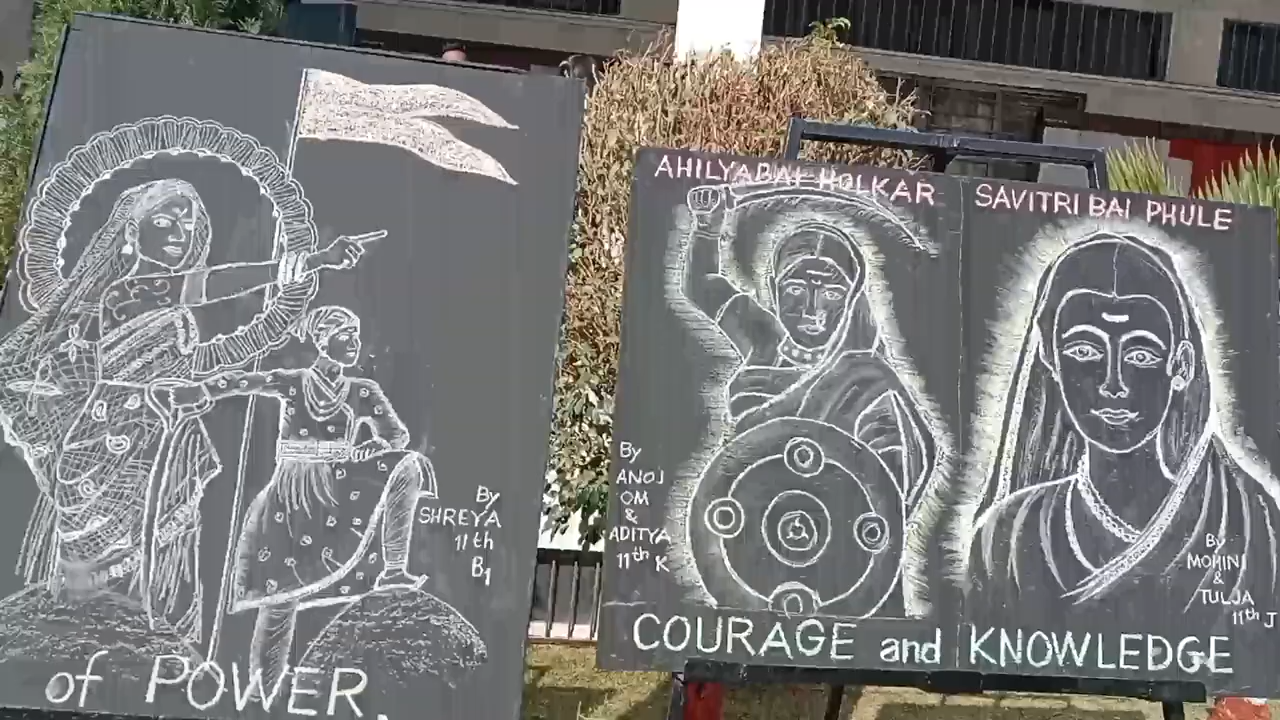 By
SHREYA
11th
B1
of POWER,
AHILYABAI HOLKAR
By
ANOJ
OM
&
ADITYA
11th K
SAVITRI BAI PHULE
By
MOHINI
&
TULJA
11th J
COURAGE and KNOWLEDGE